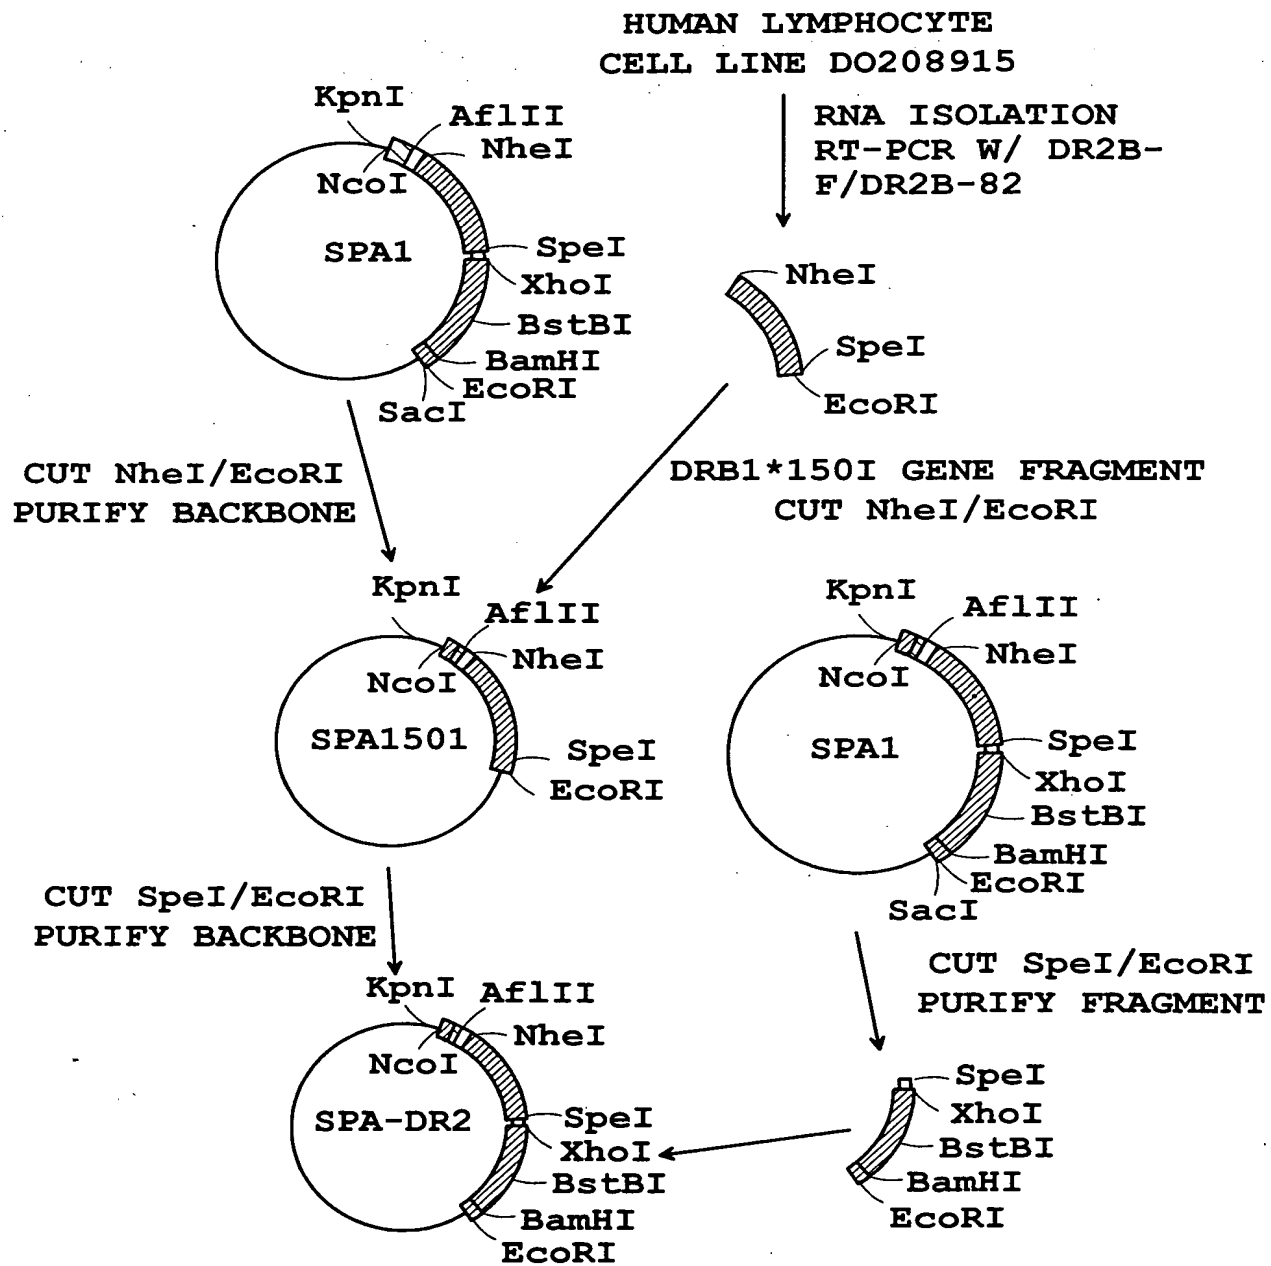 HUMAN LYMPHOCYTE
CELL LINE DO208915
RNA ISOLATION
RT-PCR W/ DR2B-
F/DR2B-82
KpnI
AflII
NheI
NcoI
SPA1
SpeI
XhoI
BstBI
BamHI
EcoRI
SacI
NheI
SpeI
EcoRI
CUT NheI/EcoRI
PURIFY BACKBONE
DRB1*150I GENE FRAGMENT
CUT NheI/EcoRI
KpnI
AflII
NheI
NcoI
SPA1501
SpeI
EcoRI
KpnI
AflII
NheI
NcoI
SPA1
SpeI
XhoI
BstBI
BamHI
EcoRI
SacI
CUT SpeI/EcoRI
PURIFY BACKBONE
CUT SpeI/EcoRI
PURIFY FRAGMENT
KpnI
AflII
NheI
NcoI
SPA-DR2
SpeI
XhoI
BstBI
BamHI
EcoRI
SpeI
XhoI
BstBI
BamHI
EcoRI